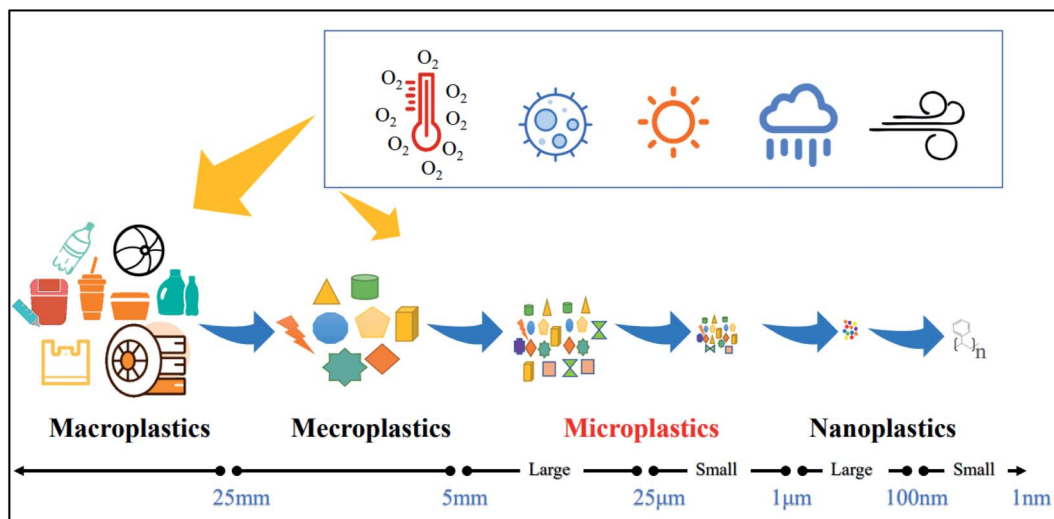 O₂
O₂
O₂
O₂
O₂
O₂
O₂
O₂
O₂
n
Macroplastics Mecroplastics Microplastics Nanoplastics
Large Small Large Small
25mm 5mm 25μm 1μm 100nm 1nm